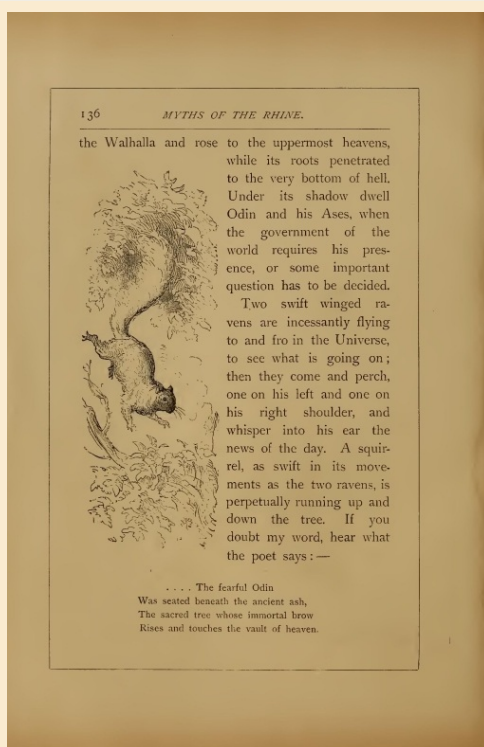 136
MYTHS OF THE RHINE.
the Walhalla and rose to the uppermost heavens,
while its roots penetrated
to the very bottom of hell.
Under its shadow dwell
Odin and his Ases, when
the government of the
world requires his pres-
ence, or some important
question has to be decided.
Two swift winged ra-
vens are incessantly flying
to and fro in the Universe,
to see what is going on;
then they come and perch,
one on his left and one on
his right shoulder, and
whisper into his ear the
news of the day. A squir-
rel, as swift in its move-
ments as the two ravens, is
perpetually running up and
down the tree. If you
doubt my word, hear what
the poet says:—
. . . . The fearful Odin
Was seated beneath the ancient ash,
The sacred tree whose immortal brow
Rises and touches the vault of heaven.